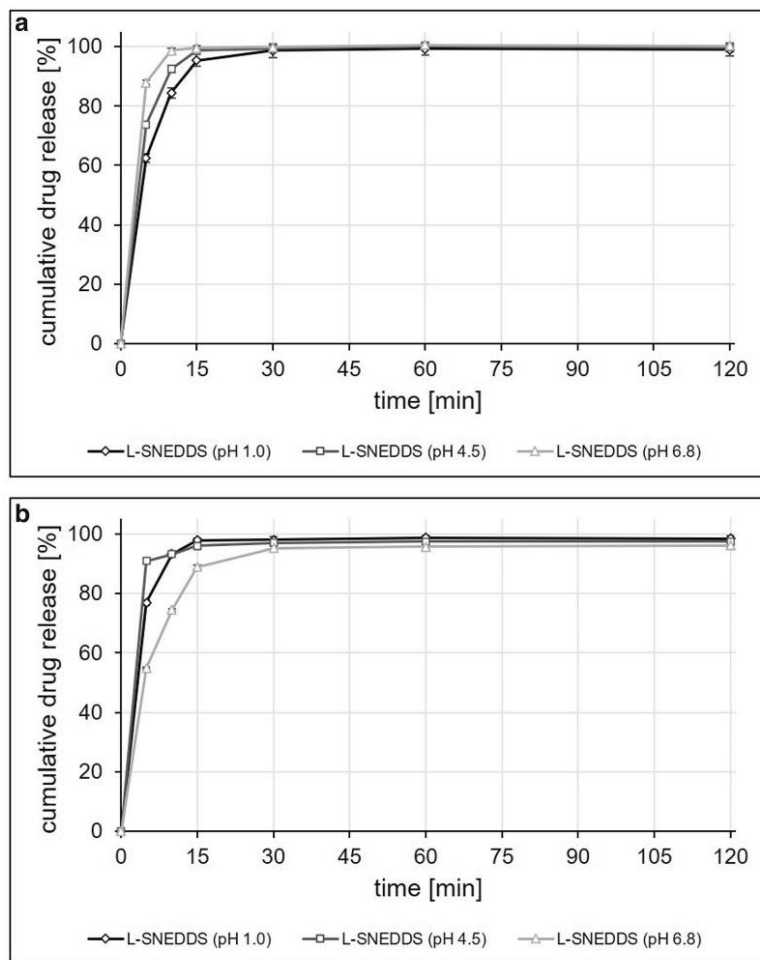 a
cumulative drug release [%]
100
80
60
40
20
0
0 15 30 45 60 75 90 105 120
time [min]
L-SNEDDS (pH 1.0) L-SNEDDS (pH 4.5) L-SNEDDS (pH 6.8)
b
cumulative drug release [%]
100
80
60
40
20
0
0 15 30 45 60 75 90 105 120
time [min]
L-SNEDDS (pH 1.0) L-SNEDDS (pH 4.5) L-SNEDDS (pH 6.8)